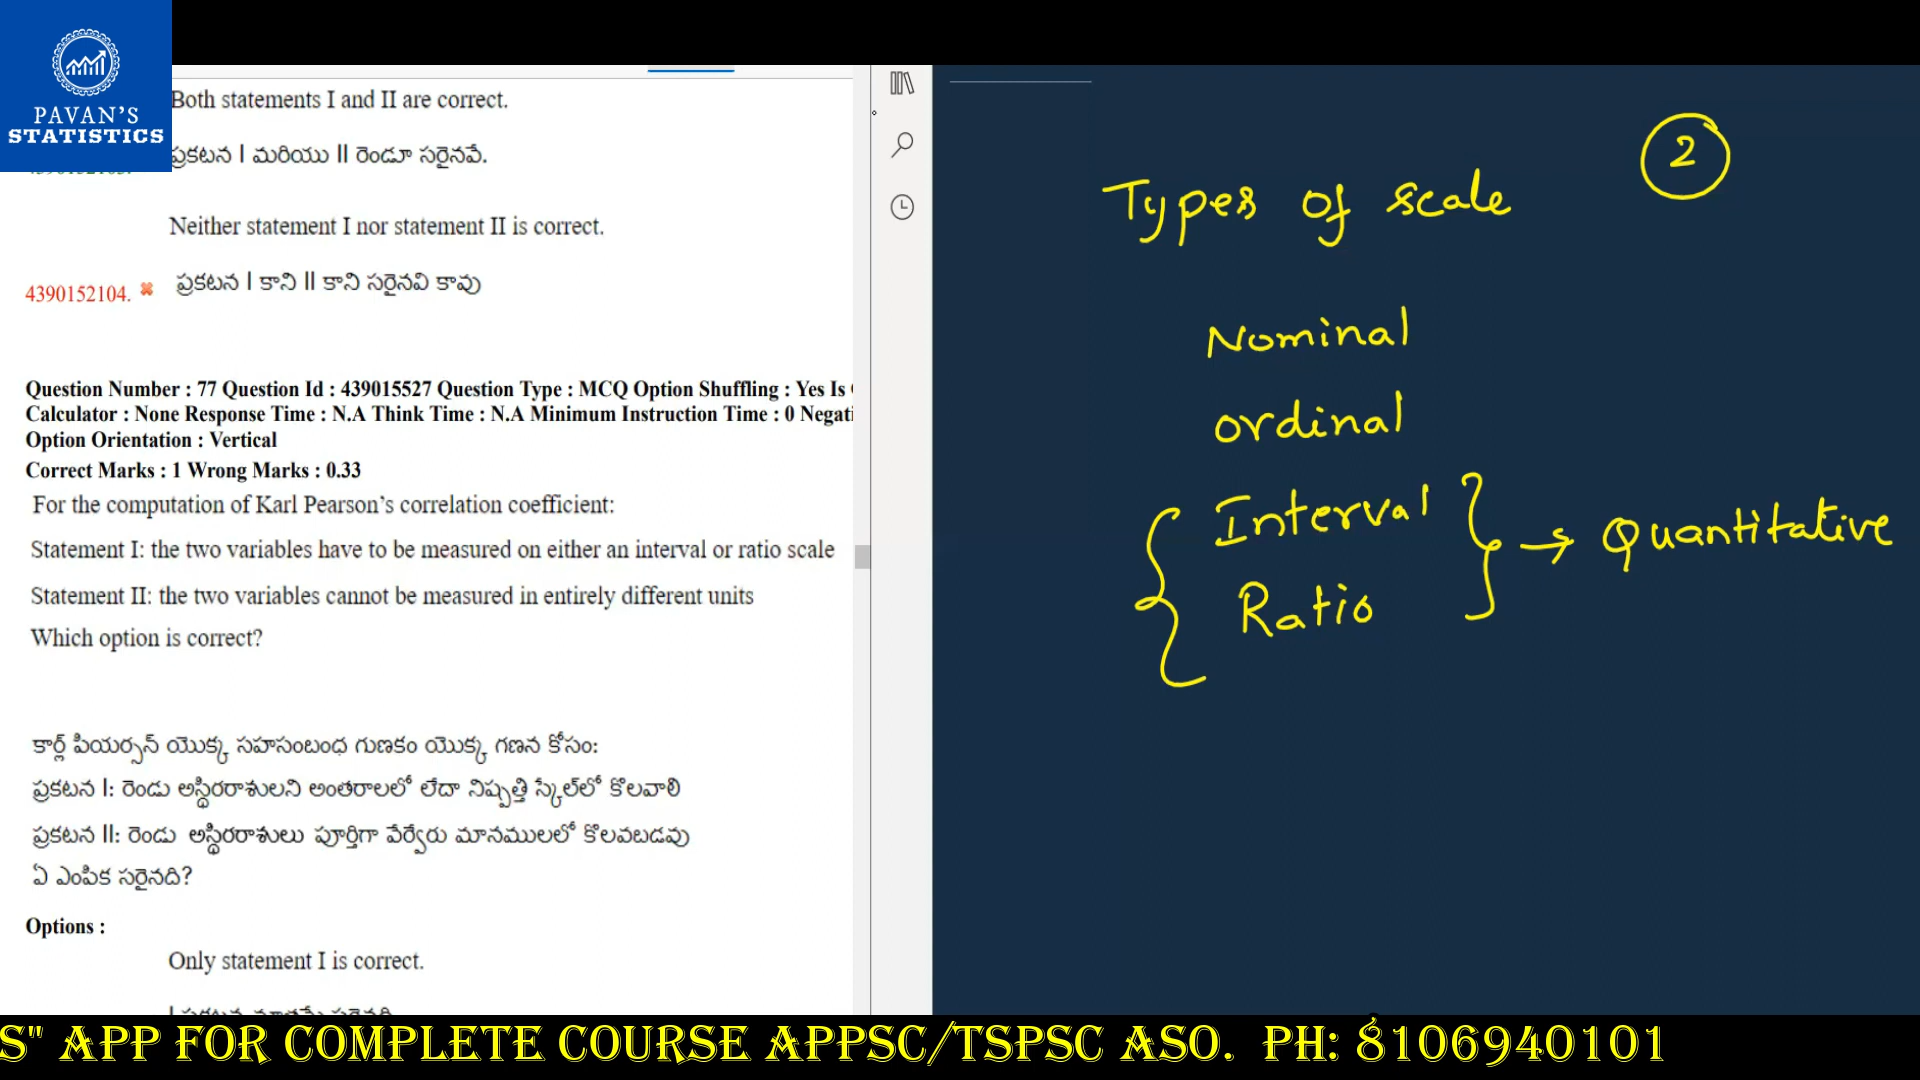 PAVAN'S
STATISTICS
Both statements I and II are correct.
ప్రకటన I మరియు II రెండూ సరైనవే.
Neither statement I nor statement II is correct.
4390152104. ప్రకటన I కాని II కాని సరైనవి కావు
Question Number : 77 Question Id : 439015527 Question Type : MCQ Option Shuffling : Yes Is
Calculator : None Response Time : N.A Think Time : N.A Minimum Instruction Time : 0
Option Orientation : Vertical
Correct Marks : 1 Wrong Marks : 0.33
For the computation of Karl Pearson's correlation coefficient:
Statement I: the two variables have to be measured on either an interval or ratio scale
Statement II: the two variables cannot be measured in entirely different units
Which option is correct?
కార్ల్ పియర్సన్ యొక్క సహసంబంధ గుణకం యొక్క గణన కోసం:
ప్రకటన I: రెండు అస్థిరరాశులని అంతరాలలో లేదా నిష్పత్తి స్కేల్‌లో కొలవాలి
ప్రకటన II: రెండు అస్థిరరాశులు పూర్తిగా వేర్వేరు మానములలో కొలవబడవు
ఏ ఎంపిక సరైనది?
Options :
Only statement I is correct.
2
Types of scale
Nominal
ordinal
Interval
Ratio
→ Quantitative
S" APP FOR COMPLETE COURSE APPSC/TSPSC ASO. PH: 8106940101